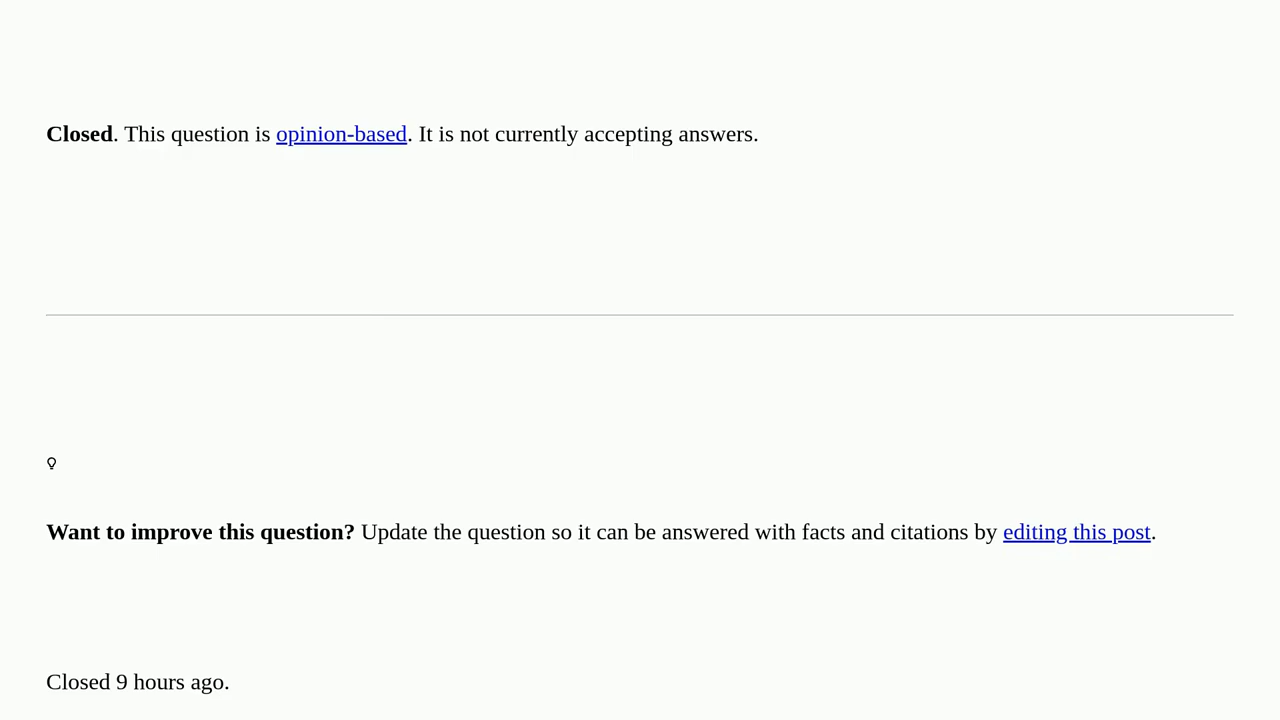 Closed. This question is opinion-based. It is not currently accepting answers.
Want to improve this question? Update the question so it can be answered with facts and citations by editing this post.
Closed 9 hours ago.